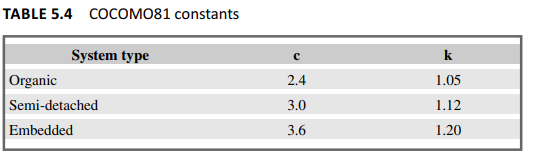 TABLE 5.4 COCOMO81 constants
System type c k
Organic 2.4 1.05
Semi-detached 3.0 1.12
Embedded 3.6 1.20